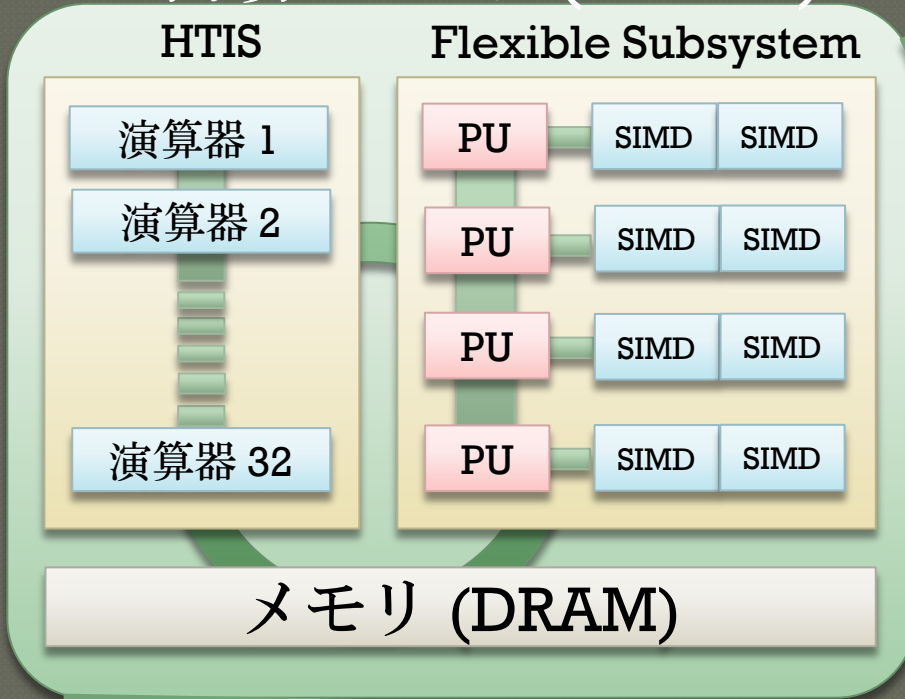 HTIS
演算器 1
演算器 2
演算器 32
Flexible Subsystem
PU SIMD SIMD
PU SIMD SIMD
PU SIMD SIMD
PU SIMD SIMD
メモリ (DRAM)